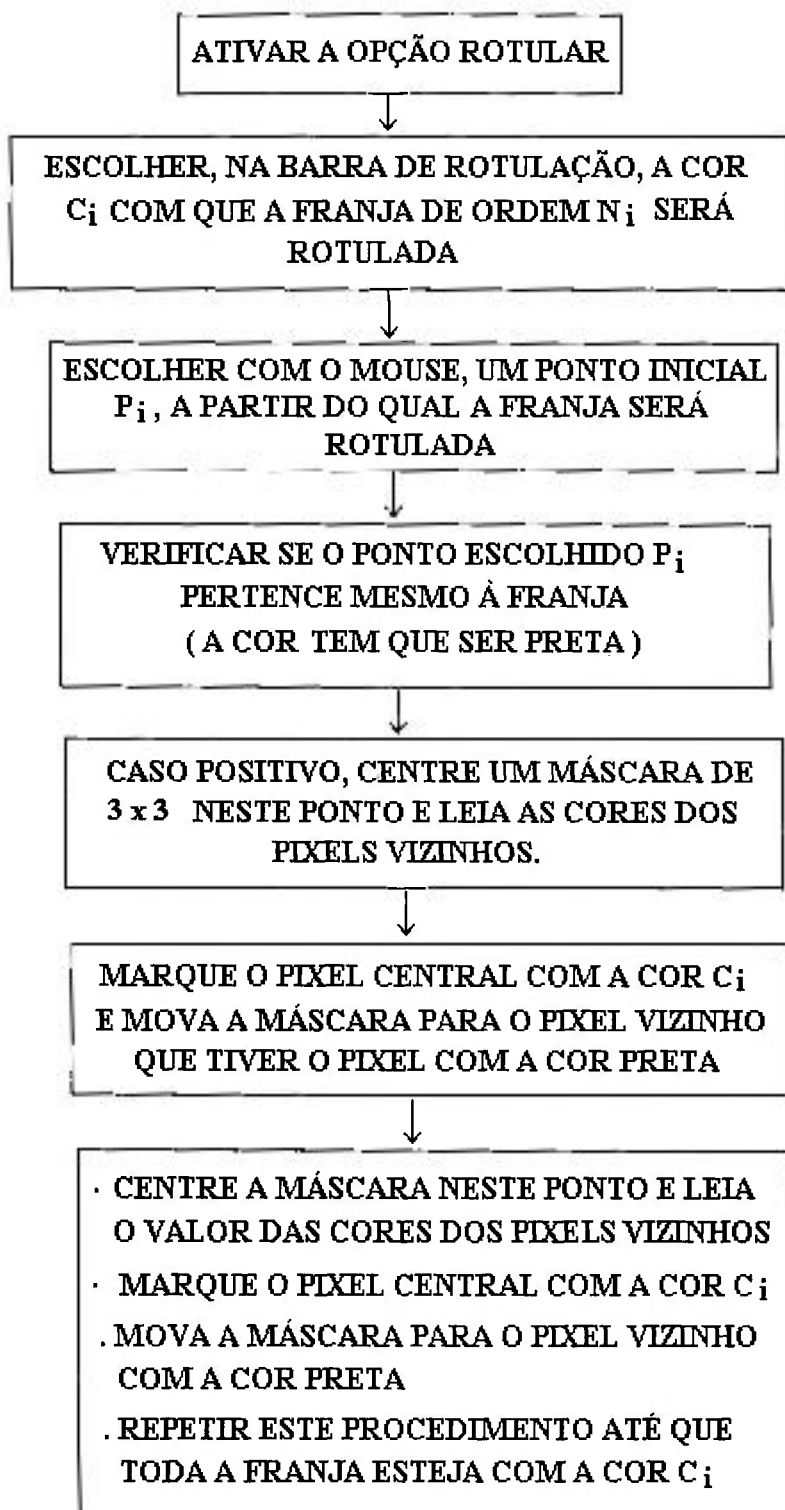 ATIVAR A OPÇÃO ROTULAR
ESCOLHER, NA BARRA DE ROTULAÇÃO, A COR
Ci COM QUE A FRANJA DE ORDEM Ni SERÁ
ROTULADA
ESCOLHER COM O MOUSE, UM PONTO INICIAL
Pi, A PARTIR DO QUAL A FRANJA SERÁ
ROTULADA
VERIFICAR SE O PONTO ESCOLHIDO Pi
PERTENCE MESMO À FRANJA
( A COR TEM QUE SER PRETA )
CASO POSITIVO, CENTRE UM MÁSCARA DE
3 x 3 NESTE PONTO E LEIA AS CORES DOS
PIXELS VIZINHOS.
MARQUE O PIXEL CENTRAL COM A COR Ci
E MOVA A MÁSCARA PARA O PIXEL VIZINHO
QUE TIVER O PIXEL COM A COR PRETA
· CENTRE A MÁSCARA NESTE PONTO E LEIA
O VALOR DAS CORES DOS PIXELS VIZINHOS
· MARQUE O PIXEL CENTRAL COM A COR Ci
. MOVA A MÁSCARA PARA O PIXEL VIZINHO
COM A COR PRETA
. REPETIR ESTE PROCEDIMENTO ATÉ QUE
TODA A FRANJA ESTEJA COM A COR Ci